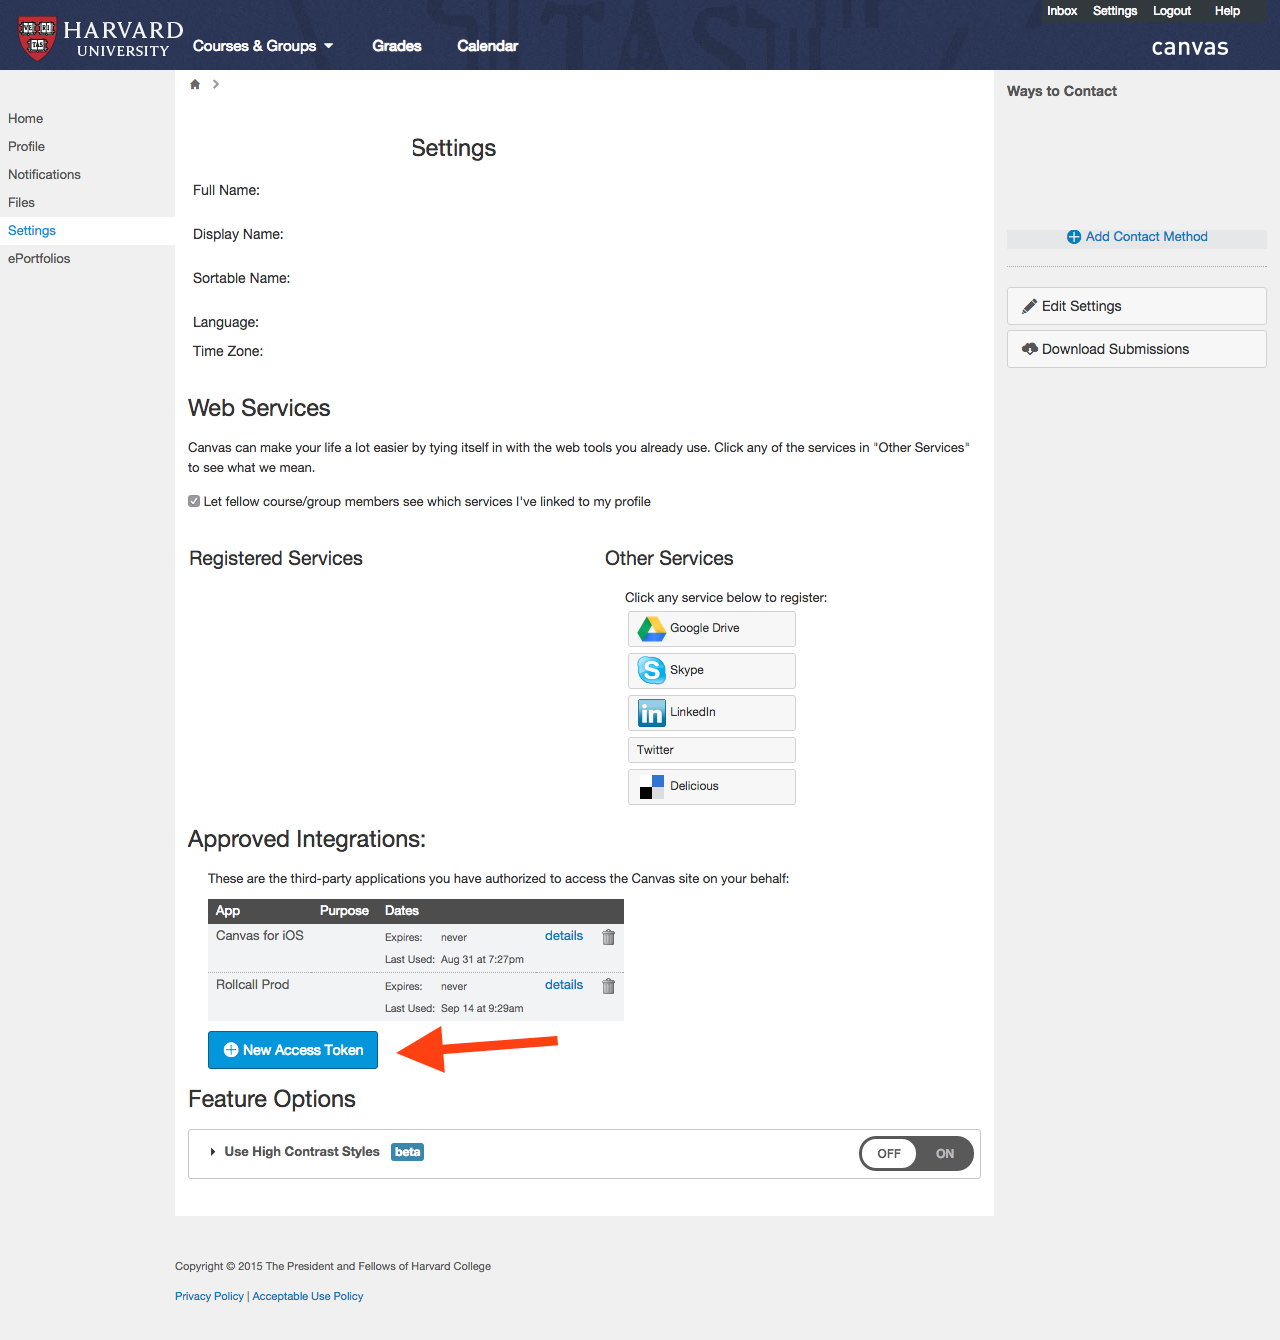 Inbox Settings Logout Help
HARVARD
UNIVERSITY
Courses & Groups Grades Calendar
canvas
Home
Profile
Notifications
Files
Settings
ePortfolios
Settings
Full Name:
Display Name:
Sortable Name:
Language:
Time Zone:
Web Services
Canvas can make your life a lot easier by tying itself in with the web tools you already use. Click any of the services in "Other Services"
to see what we mean.
Let fellow course/group members see which services I've linked to my profile
Registered Services
Other Services
Click any service below to register:
Google Drive
Skype
in LinkedIn
Twitter
Delicious
Approved Integrations:
These are the third-party applications you have authorized to access the Canvas site on your behalf:
App Purpose Dates
Canvas for iOS Expires: never details
Last Used: Aug 31 at 7:27pm
Rollcall Prod Expires: never details
Last Used: Sep 14 at 9:29am
New Access Token
Feature Options
Use High Contrast Styles beta OFF ON
Ways to Contact
Add Contact Method
Edit Settings
Download Submissions
Copyright © 2015 The President and Fellows of Harvard College
Privacy Policy | Acceptable Use Policy